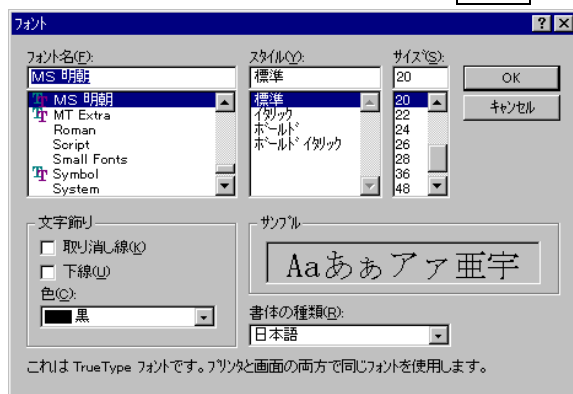 フォント
フォント名(F):
MS 明朝
MS 明朝
MT Extra
Roman
Script
Small Fonts
Symbol
System
スタイル(Y):
標準
標準
イタリック
ボールド
ボールド イタリック
サイズ(S):
20
20
22
24
26
28
36
48
OK
キャンセル
文字飾り
取り消し線(K)
下線(U)
色(C):
黒
サンプル
Aaあぁアァ亜宇
書体の種類(R):
日本語
これは TrueType フォントです。プリンタと画面の両方で同じフォントを使用します。